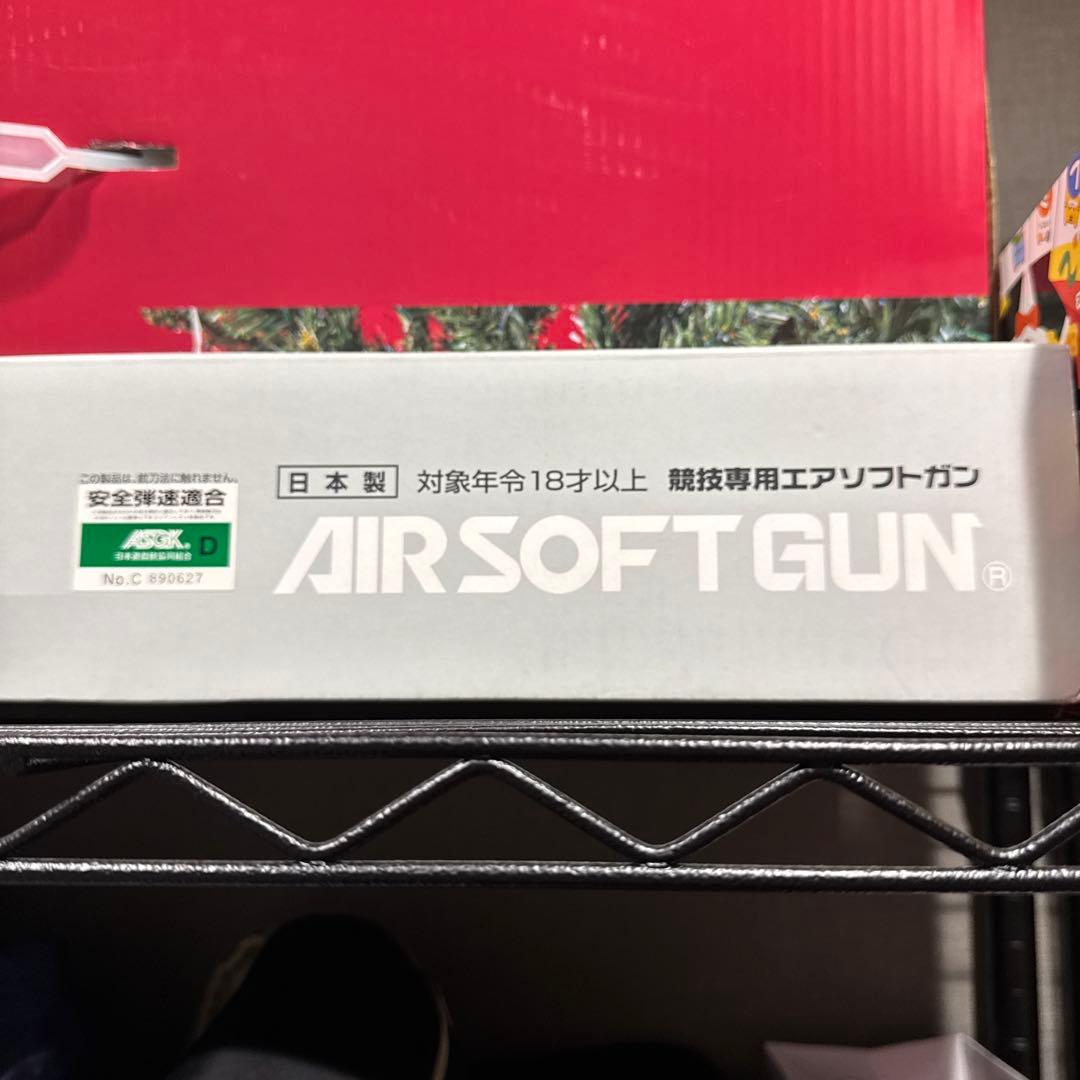 この製品は、銃刀法に触れません。
安全弾速適合
ASGK® D
日本遊戯銃協同組合
No.C 890627
日本製 対象年令18才以上 競技専用エアソフトガン
AIRSOFT GUN®